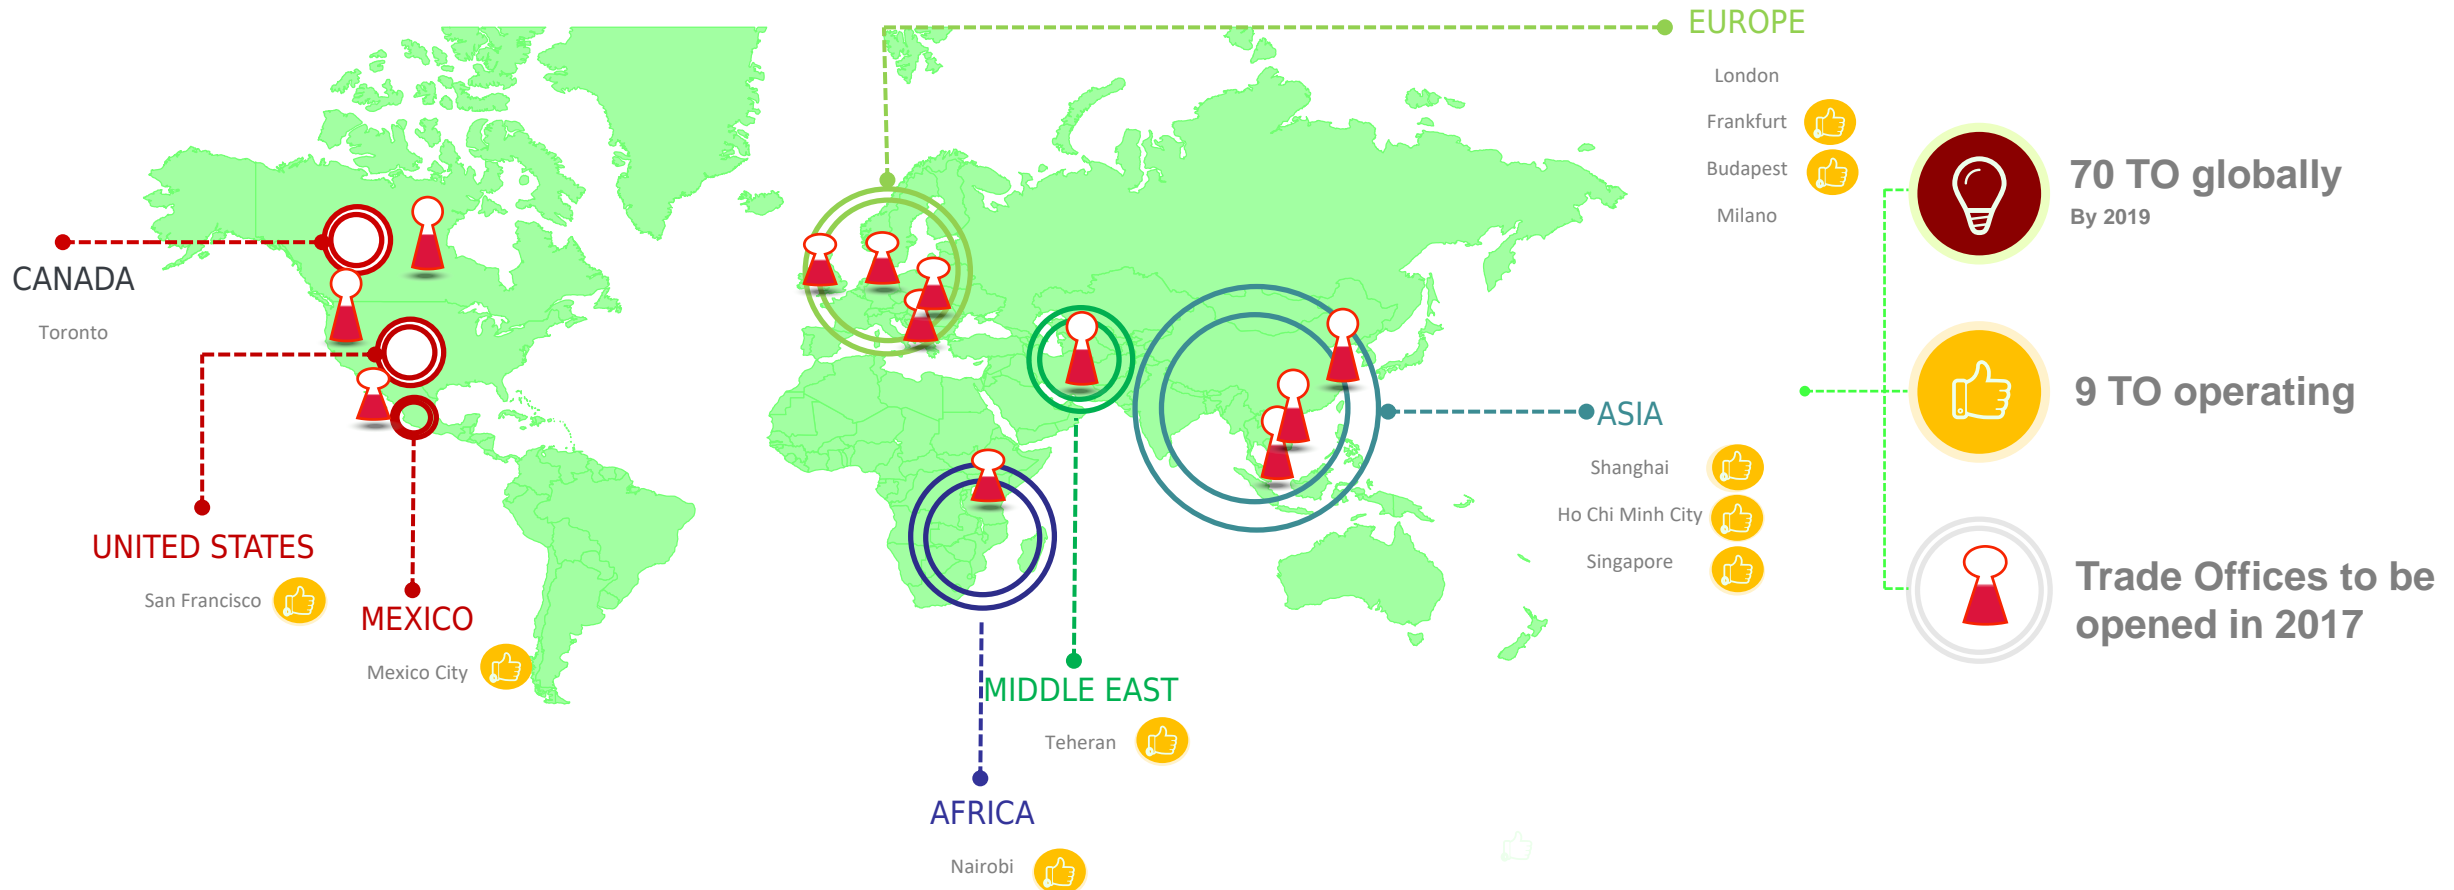 EUROPE
London
Frankfurt
Budapest
Milano
70 TO globally
By 2019
CANADA
Toronto
9 TO operating
ASIA
Shanghai
Ho Chi Minh City
Singapore
UNITED STATES
San Francisco
MEXICO
Mexico City
Trade Offices to be
opened in 2017
MIDDLE EAST
Teheran
AFRICA
Nairobi